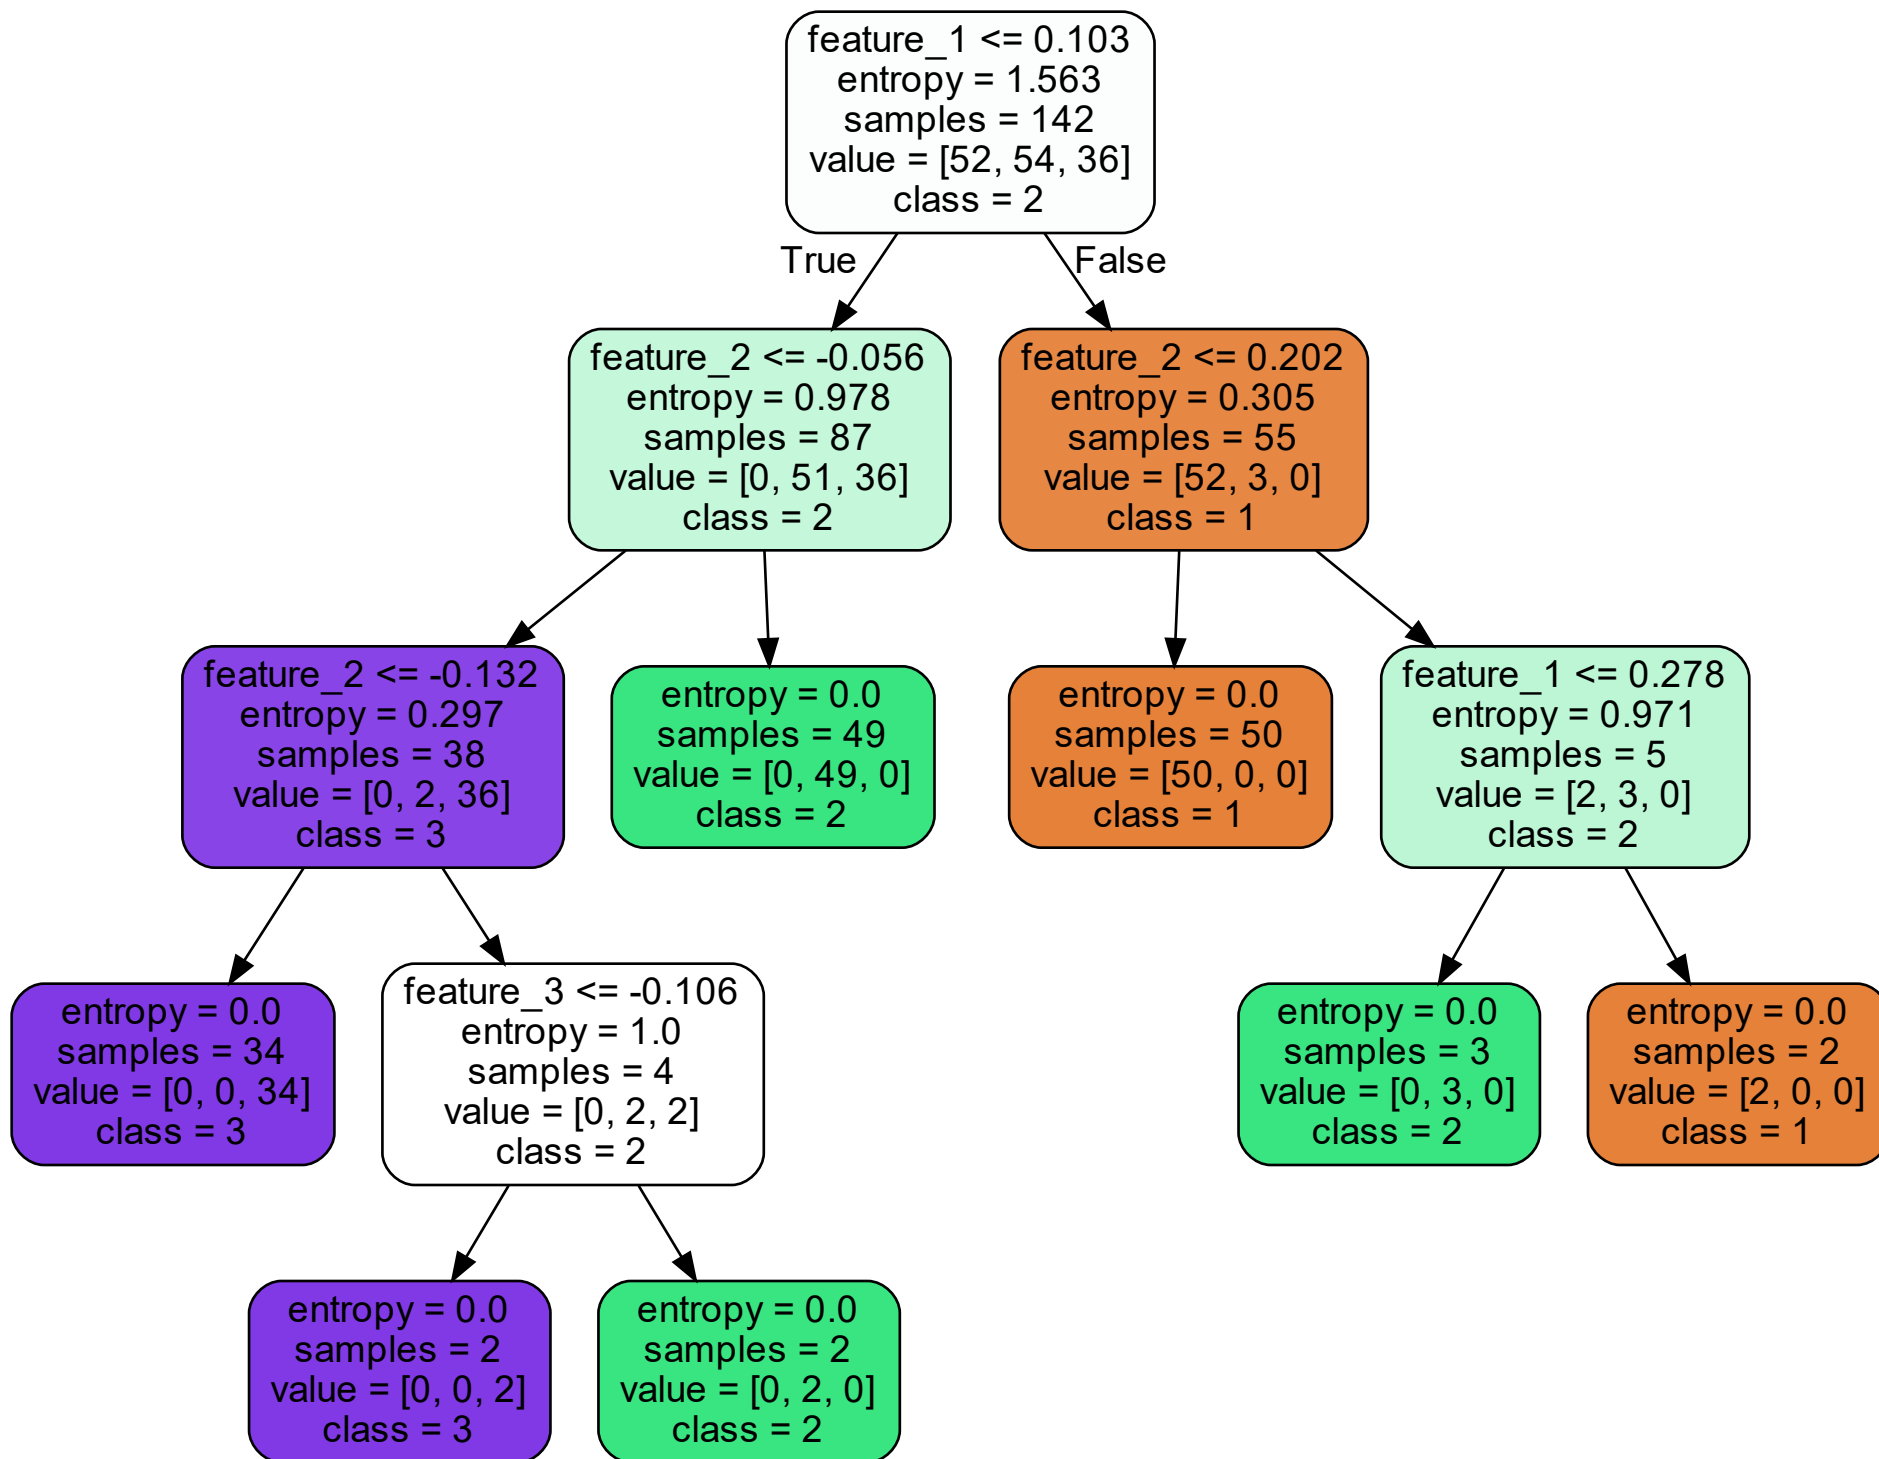 feature_1 <= 0.103
entropy = 1.563
samples = 142
value = [52, 54, 36]
class = 2
True
False
feature_2 <= -0.056
entropy = 0.978
samples = 87
value = [0, 51, 36]
class = 2
feature_2 <= 0.202
entropy = 0.305
samples = 55
value = [52, 3, 0]
class = 1
feature_2 <= -0.132
entropy = 0.297
samples = 38
value = [0, 2, 36]
class = 3
entropy = 0.0
samples = 49
value = [0, 49, 0]
class = 2
entropy = 0.0
samples = 50
value = [50, 0, 0]
class = 1
feature_1 <= 0.278
entropy = 0.971
samples = 5
value = [2, 3, 0]
class = 2
entropy = 0.0
samples = 34
value = [0, 0, 34]
class = 3
feature_3 <= -0.106
entropy = 1.0
samples = 4
value = [0, 2, 2]
class = 2
entropy = 0.0
samples = 3
value = [0, 3, 0]
class = 2
entropy = 0.0
samples = 2
value = [2, 0, 0]
class = 1
entropy = 0.0
samples = 2
value = [0, 0, 2]
class = 3
entropy = 0.0
samples = 2
value = [0, 2, 0]
class = 2